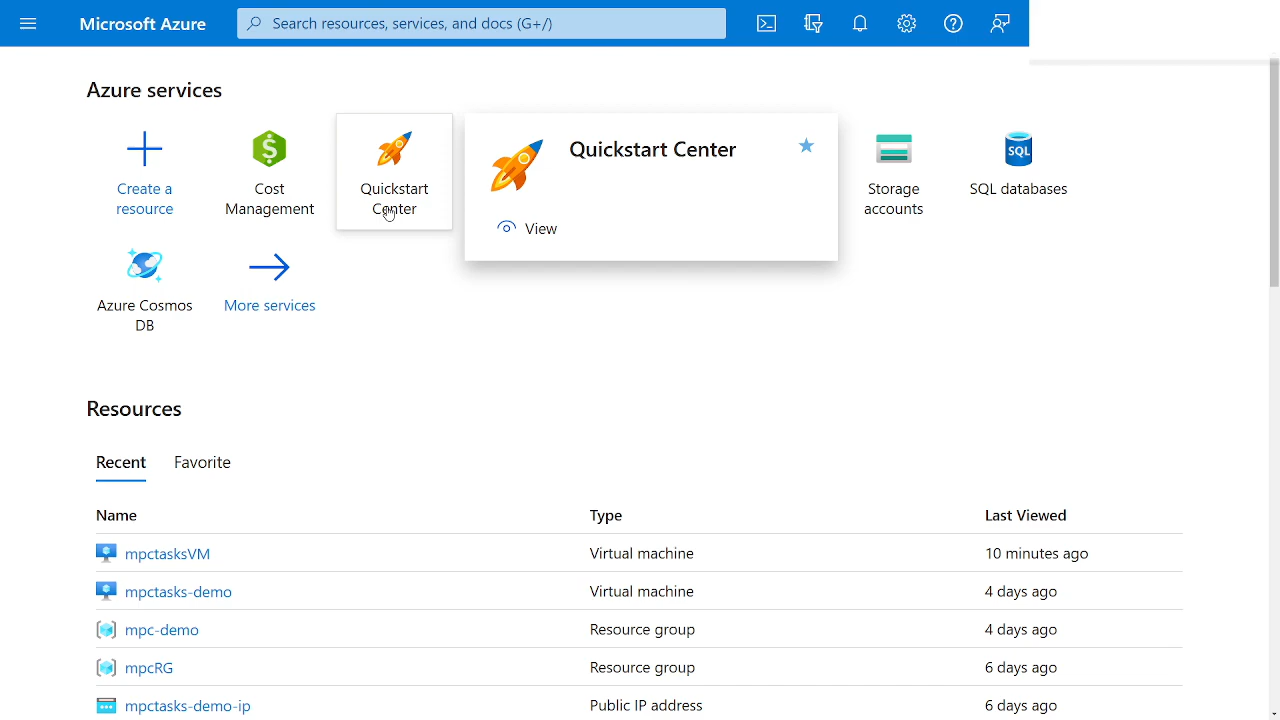 Microsoft Azure
Search resources, services, and docs (G+/)
Azure services
Create a
resource
Cost
Management
$
Quickstart
Center
Quickstart Center
View
Storage
accounts
SQL
SQL databases
Azure Cosmos
DB
More services
Resources
Recent
Favorite
Name
Type
Last Viewed
mpctasksVM
Virtual machine
10 minutes ago
mpctasks-demo
Virtual machine
4 days ago
mpc-demo
Resource group
4 days ago
mpcRG
Resource group
6 days ago
mpctasks-demo-ip
Public IP address
6 days ago